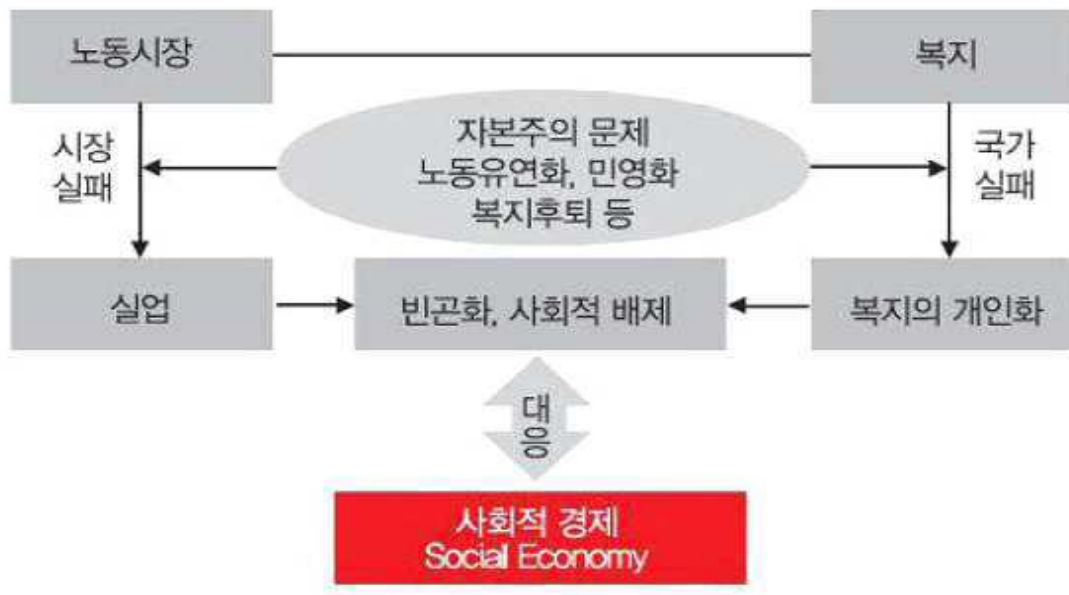 노동시장
복지
시장
실패
자본주의 문제
노동유연화, 민영화
복지후퇴 등
국가
실패
실업
빈곤화, 사회적 배제
복지의 개인화
대
응
사회적 경제
Social Economy